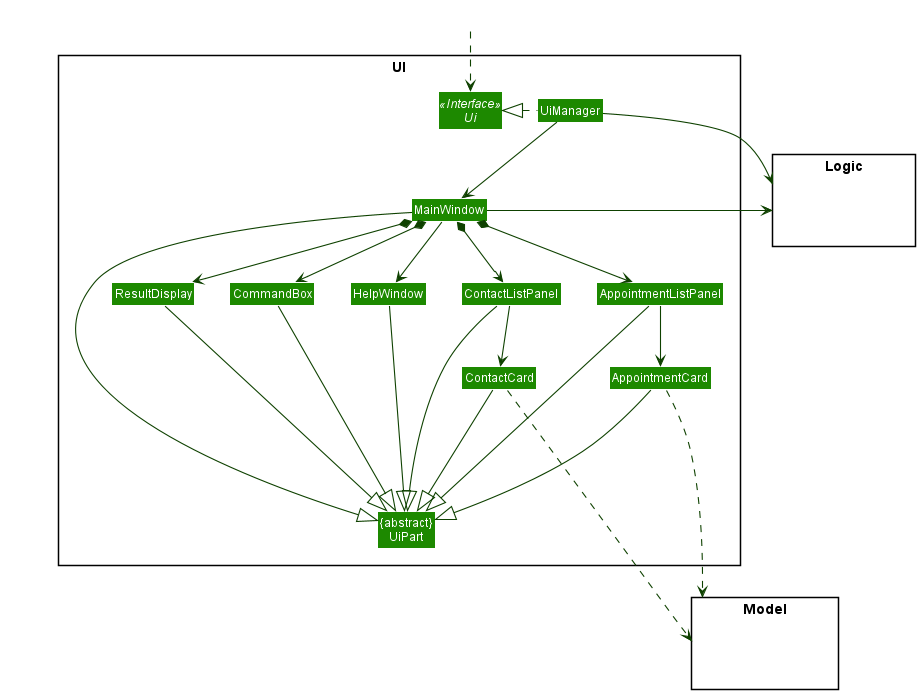 UI
«Interface»
Ui
UiManager
Logic
MainWindow
ResultDisplay
CommandBox
HelpWindow
ContactListPanel
AppointmentListPanel
ContactCard
AppointmentCard
{abstract}
UiPart
Model